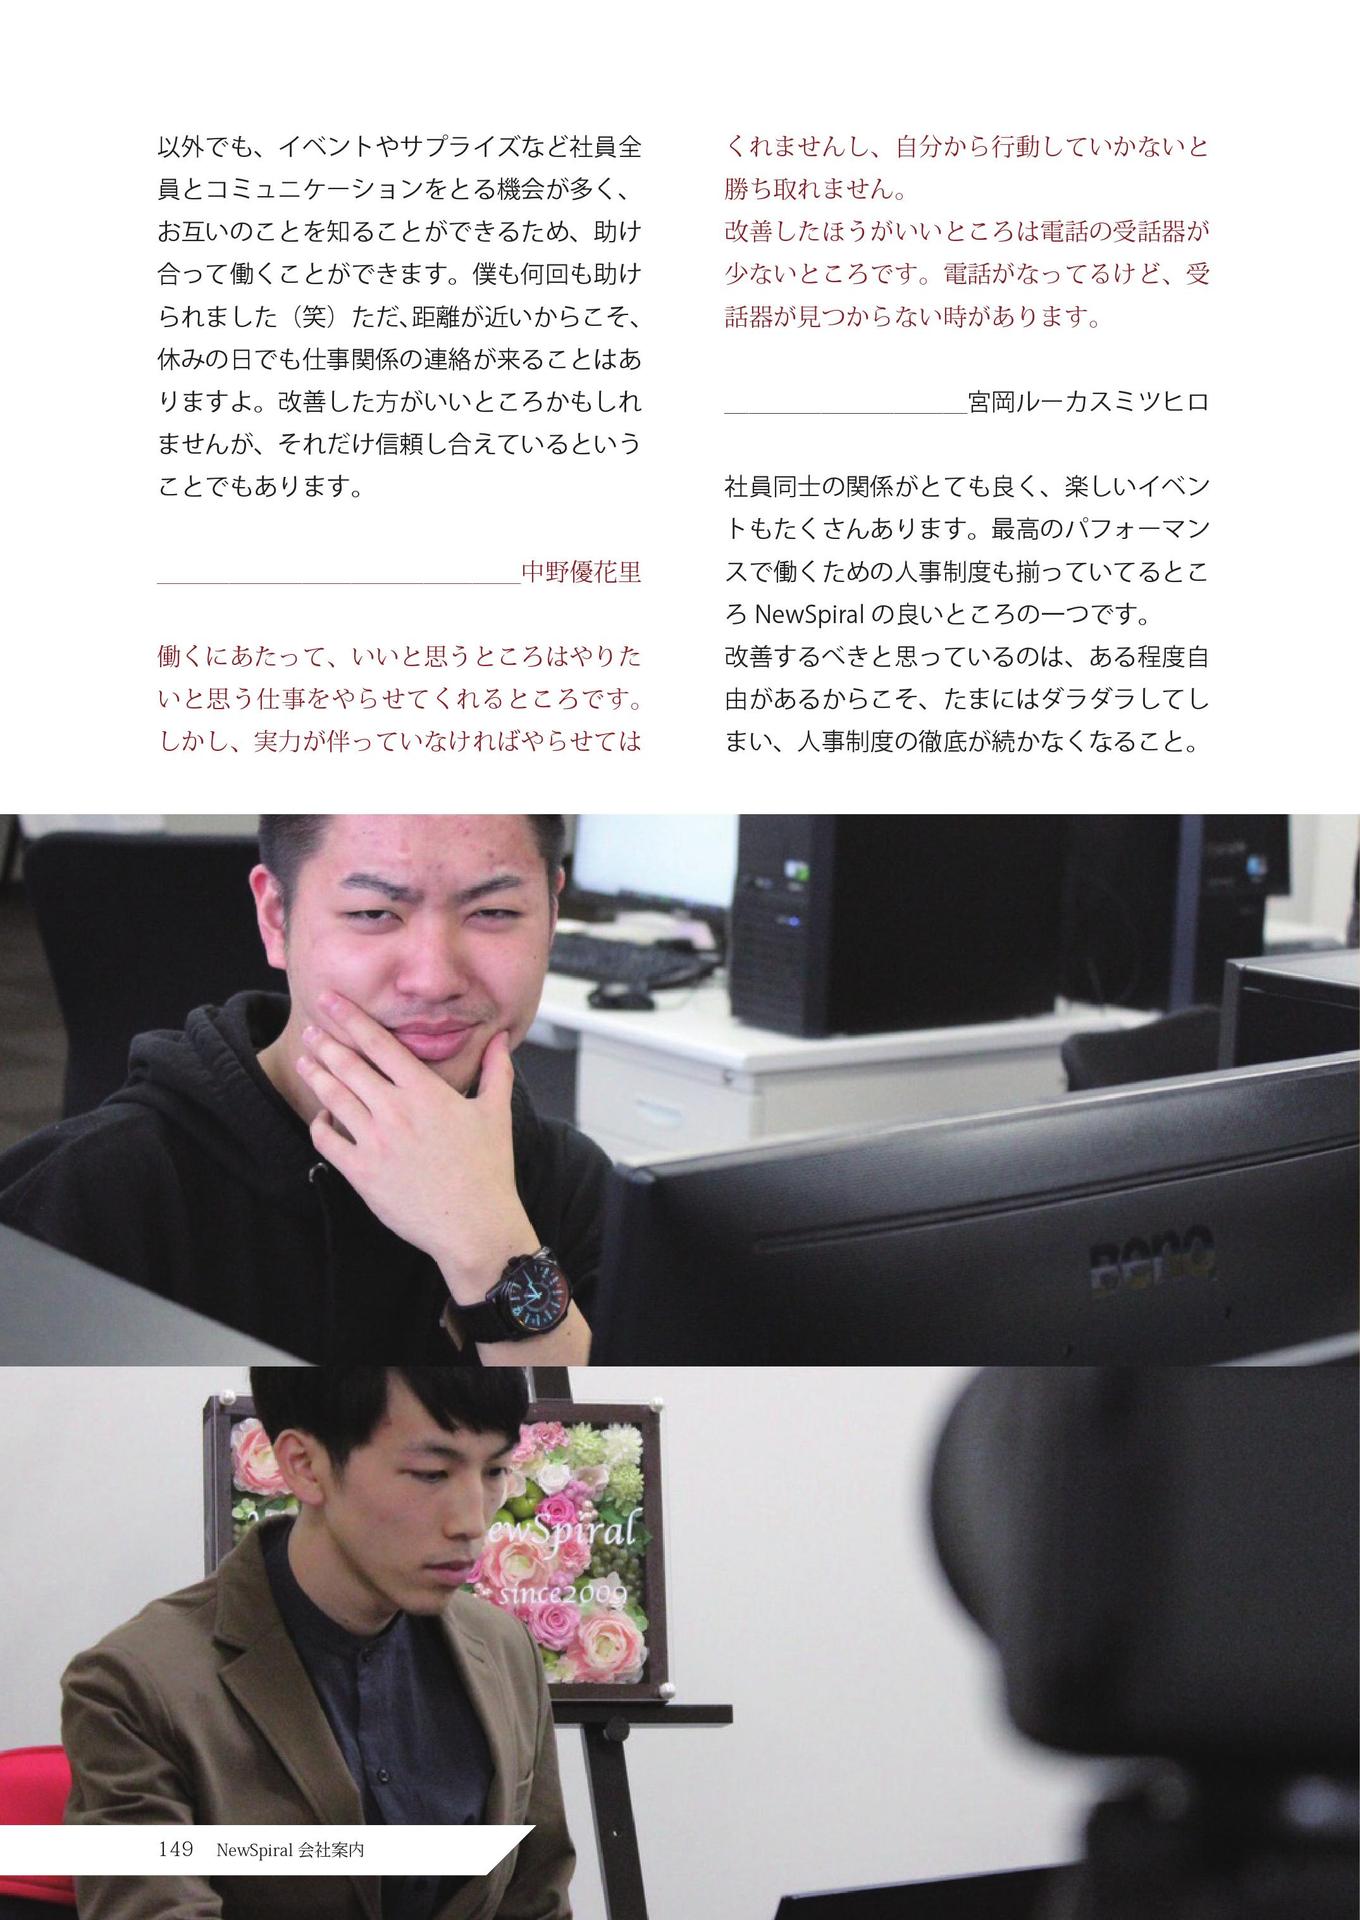 以外でも、イベントやサプライズなど社員全
員とコミュニケーションをとる機会が多く、
お互いのことを知ることができるため、助け
合って働くことができます。僕も何回も助け
られました（笑）ただ、距離が近いからこそ、
休みの日でも仕事関係の連絡が来ることはあ
りますよ。改善した方がいいところかもしれ
ませんが、それだけ信頼し合えているという
ことでもあります。
中野優花里
働くにあたって、いいと思うところはやりた
いと思う仕事をやらせてくれるところです。
しかし、実力が伴っていなければやらせては
くれませんし、自分から行動していかないと
勝ち取れません。
改善したほうがいいところは電話の受話器が
少ないところです。電話がなってるけど、受
話器が見つからない時があります。
宮岡ルーカスミツヒロ
社員同士の関係がとても良く、楽しいイベン
トもたくさんあります。最高のパフォーマン
スで働くための人事制度も揃っていてるとこ
ろ NewSpiral の良いところの一つです。
改善するべきと思っているのは、ある程度自
由があるからこそ、たまにはダラダラしてし
まい、人事制度の徹底が続かなくなること。
BenQ
ewSpiral
since2009
149 NewSpiral 会社案内